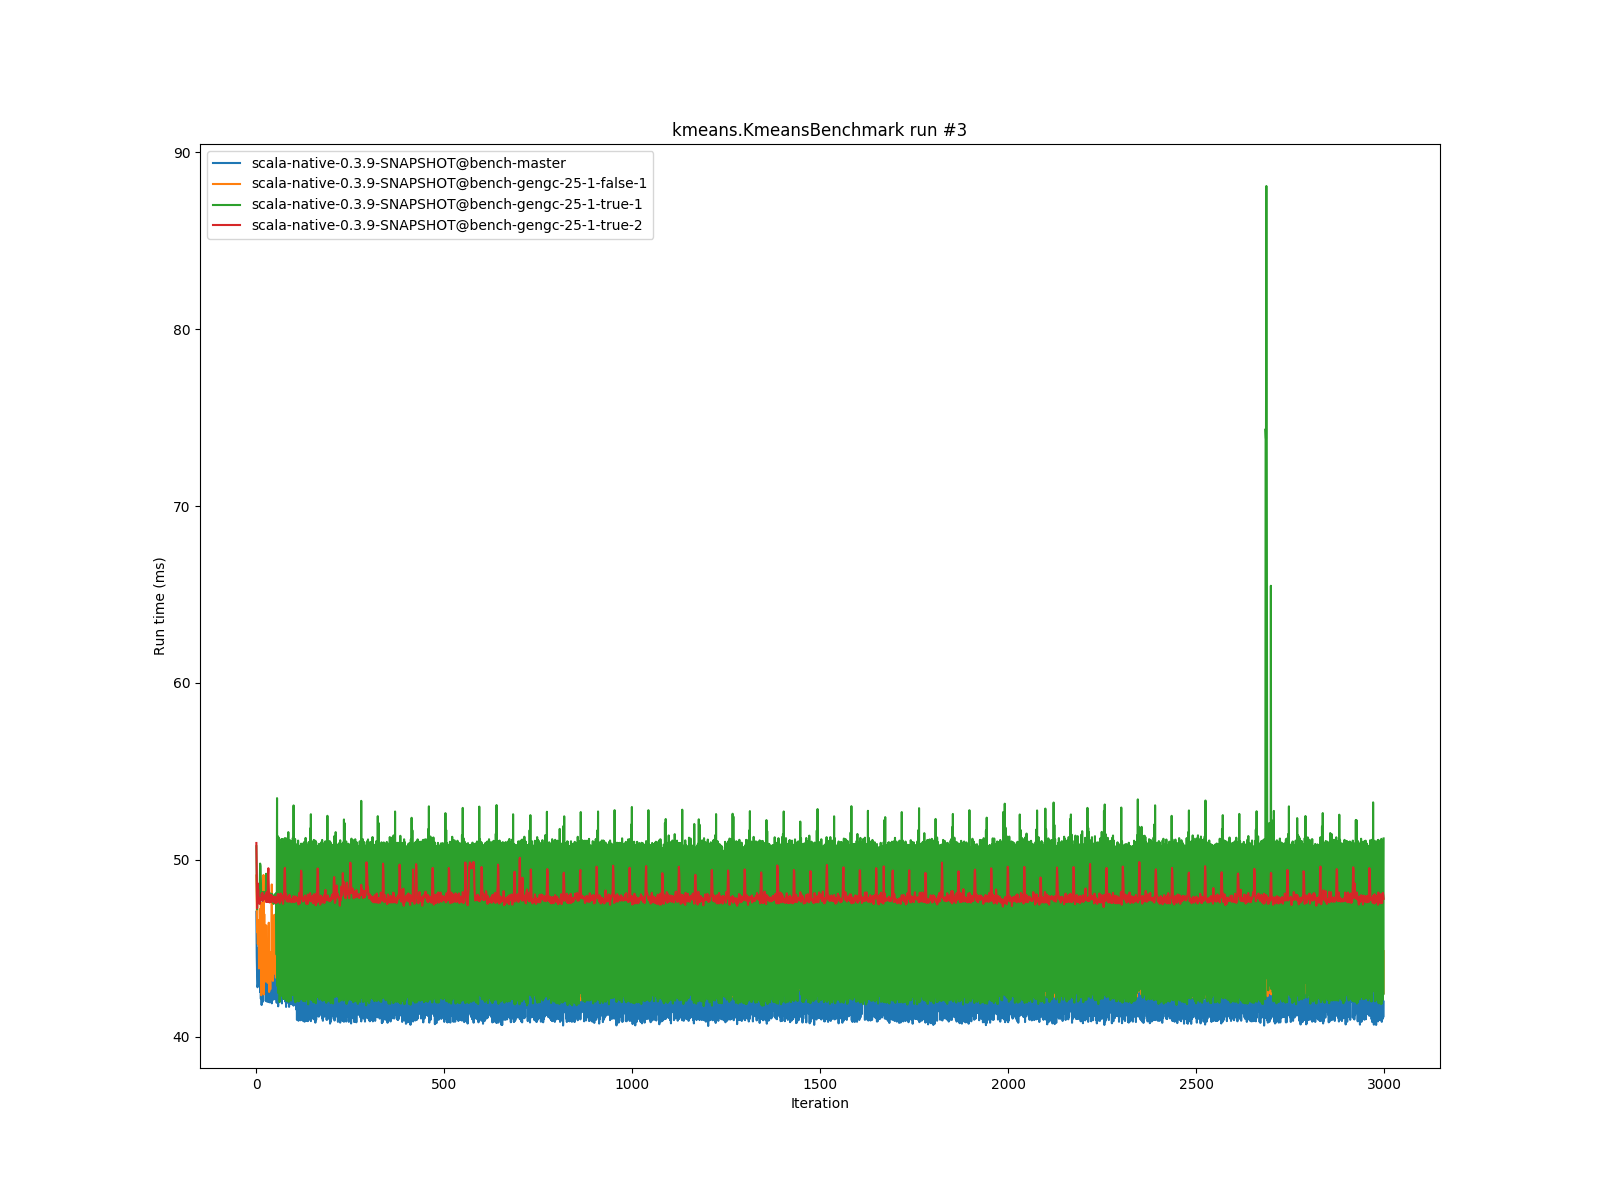 kmeans.KmeansBenchmark run #3
scala-native-0.3.9-SNAPSHOT@bench-master
scala-native-0.3.9-SNAPSHOT@bench-gengc-25-1-false-1
scala-native-0.3.9-SNAPSHOT@bench-gengc-25-1-true-1
scala-native-0.3.9-SNAPSHOT@bench-gengc-25-1-true-2
90
80
70
60
50
40
Run time (ms)
0 500 1000 1500 2000 2500 3000
Iteration